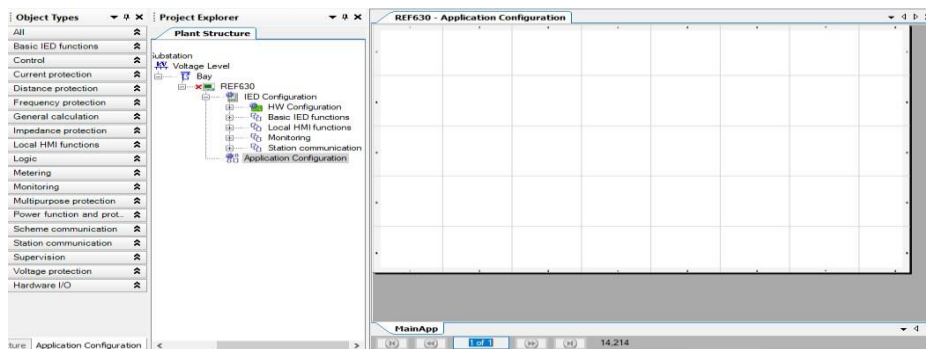 Object Types
All
Basic IED functions
Control
Current protection
Distance protection
Frequency protection
General calculation
Impedance protection
Local HMI functions
Logic
Metering
Monitoring
Multipurpose protection
Power function and prot..
Scheme communication
Station communication
Supervision
Voltage protection
Hardware I/O
ture
Application Configuration
Project Explorer
Plant Structure
ubstation
Voltage Level
Bay
REF630
IED Configuration
HW Configuration
Basic IED functions
Local HMI functions
Monitoring
Station communication
Application Configuration
REF630 - Application Configuration
MainApp
1 of 1
14,214